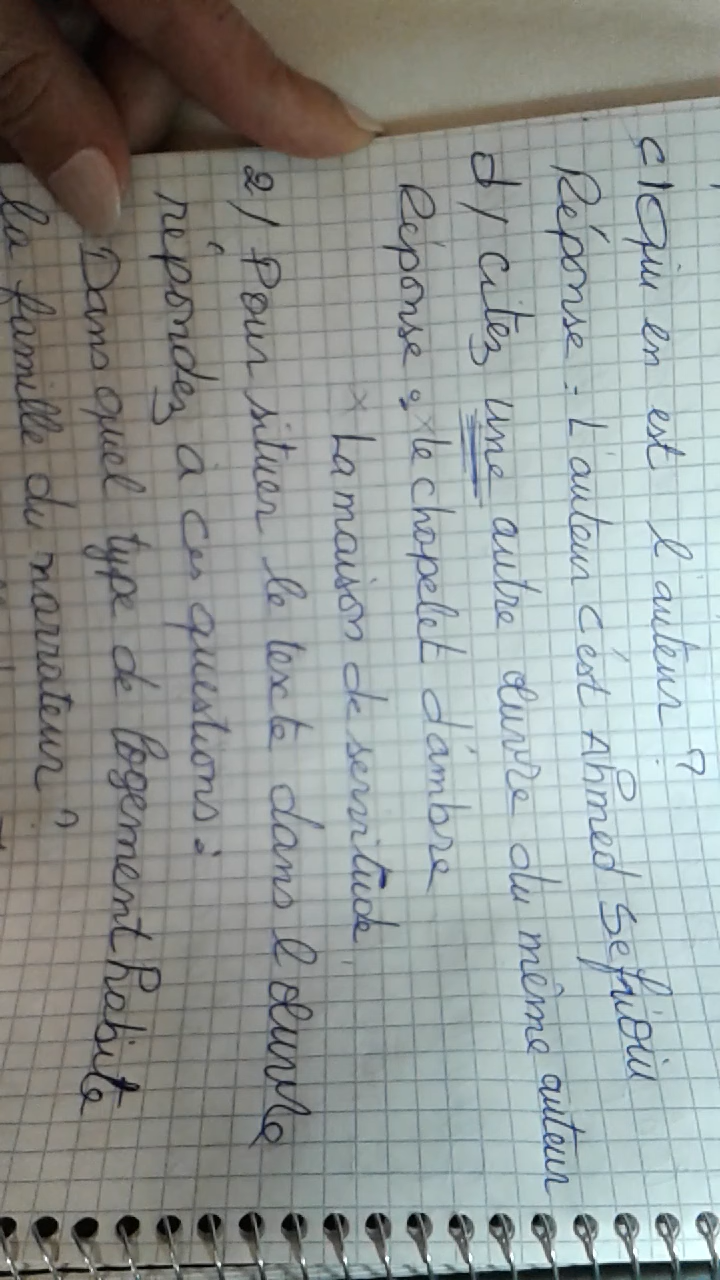 c/ Qui en est l'auteur ?
Réponse : L'auteur c'est Ahmed Sefrioui
d/ citez une autre œuvre du même auteur
Réponse : x le chapelet d'ambre
x La maison de servitude
2/ Pour situer le texte dans l'œuvre
répondez à ces questions :
Dans quel type de logement habite
la famille du narrateur ?